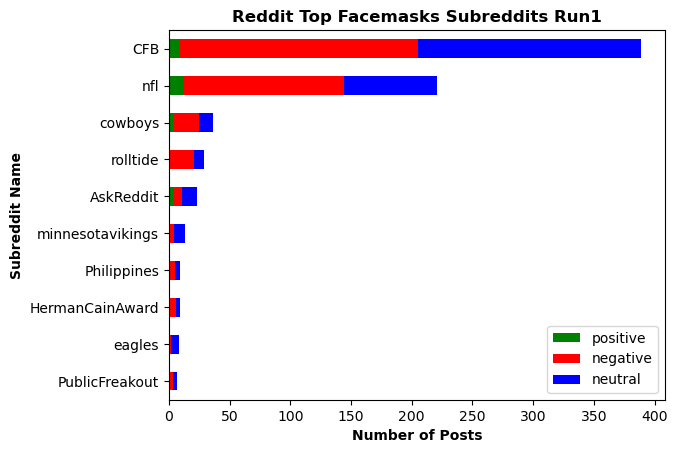 Reddit Top Facemasks Subreddits Run1
CFB
nfl
cowboys
rolltide
AskReddit
minnesotavikings
Philippines
HermanCainAward
eagles
PublicFreakout
Subreddit Name
positive
negative
neutral
0 50 100 150 200 250 300 350 400
Number of Posts